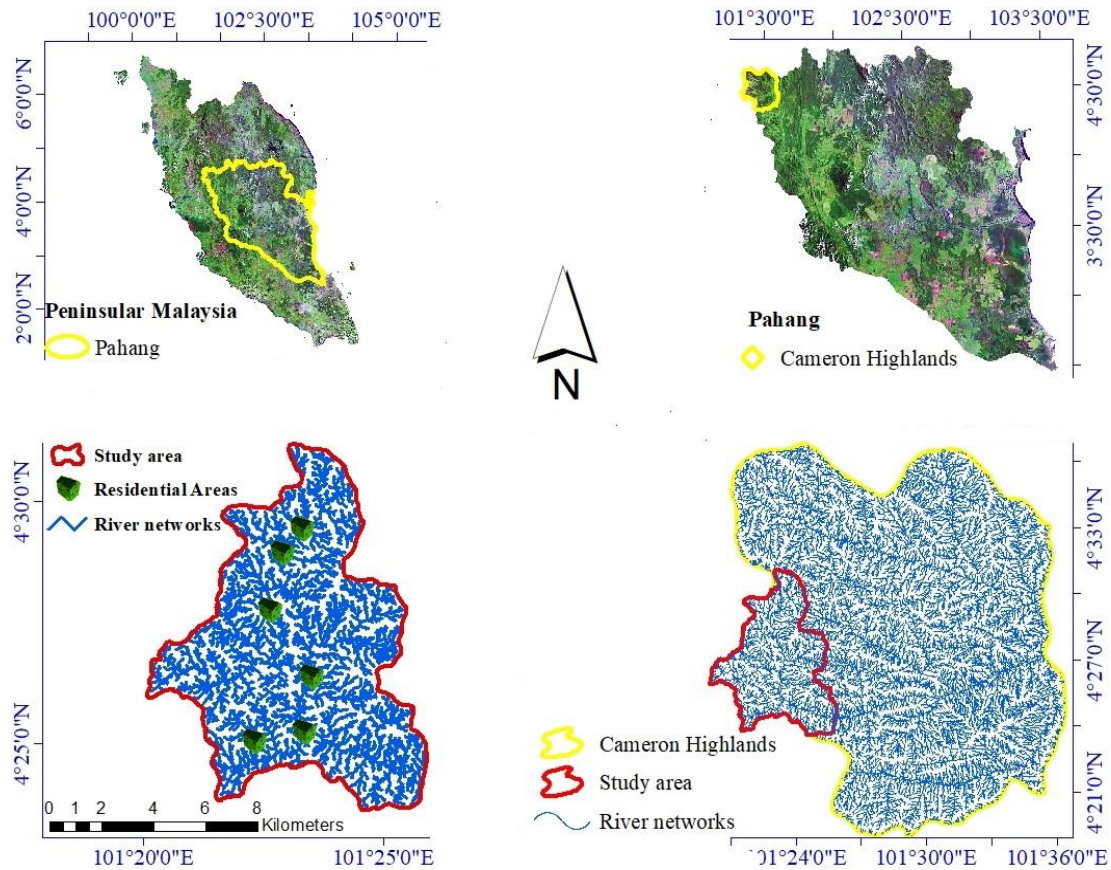 100°0'0"E 102°30'0"E 105°0'0"E
6°0'0"N
4°0'0"N
2°0'0"N
Peninsular Malaysia
Pahang
101°30'0"E 102°30'0"E 103°30'0"E
4°30'0"N
3°30'0"N
Pahang
Cameron Highlands
N
Study area
Residential Areas
River networks
4°30'0"N
4°25'0"N
0 1 2 4 6 8
Kilometers
101°20'0"E 101°25'0"E
4°33'0"N
4°27'0"N
4°21'0"N
Cameron Highlands
Study area
River networks
01°24'0"E 101°30'0"E 101°36'0"E